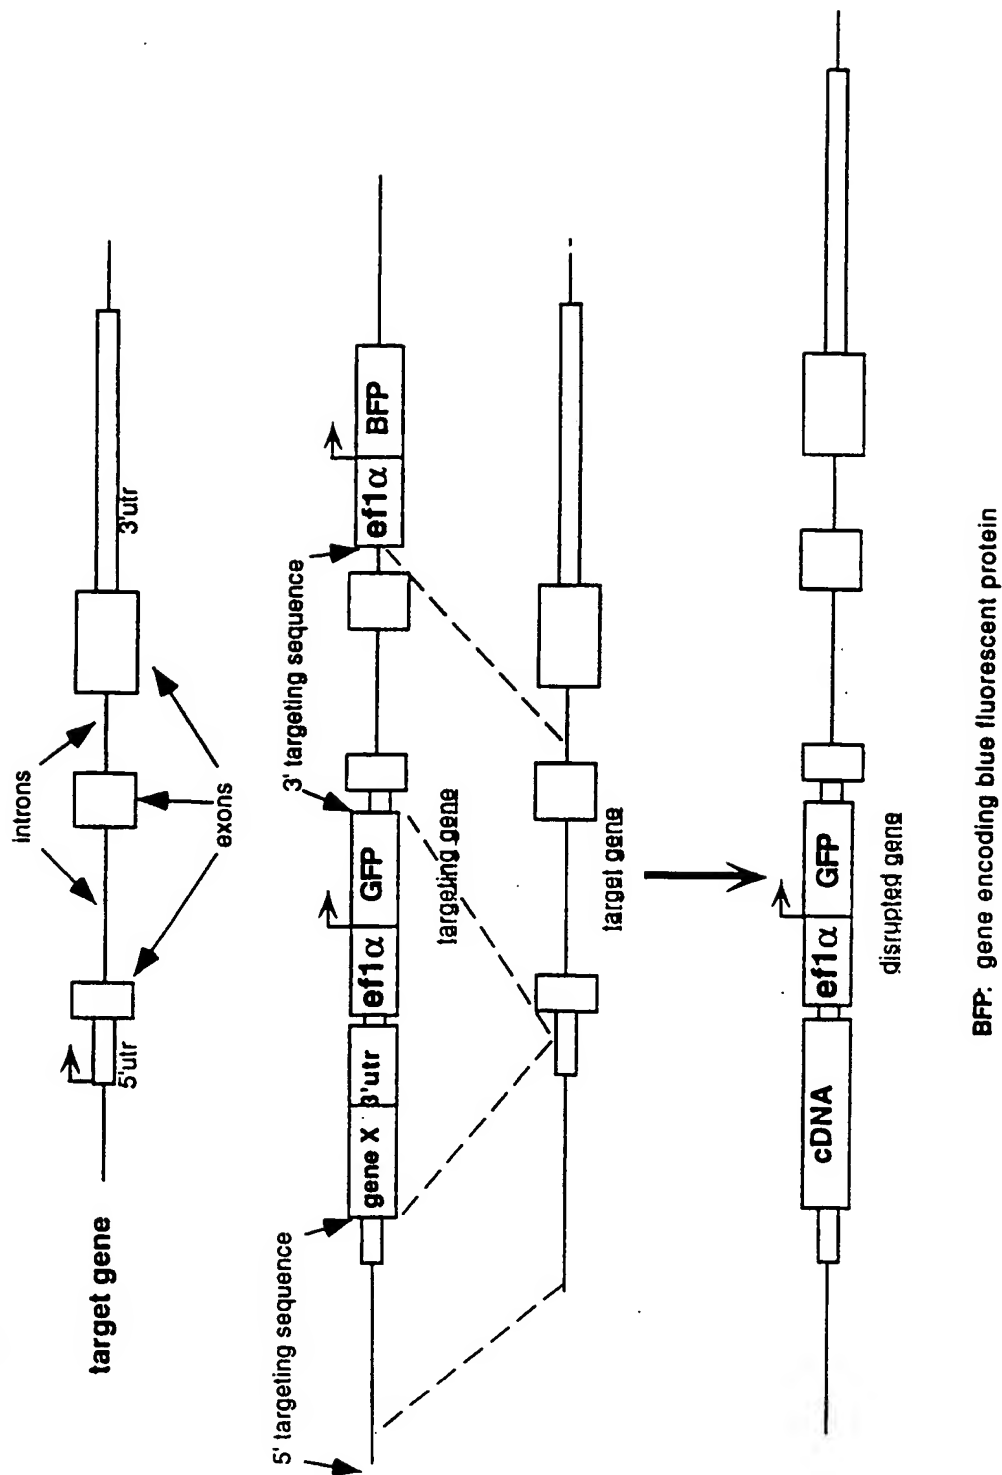 target gene
introns
5'utr
3'utr
exons
5' targeting sequence
3' targeting sequence
gene X 3'utr ef1α GFP ef1α BFP
targeting gene
target gene
cDNA ef1α GFP
disrupted gene
BFP: gene encoding blue fluorescent protein